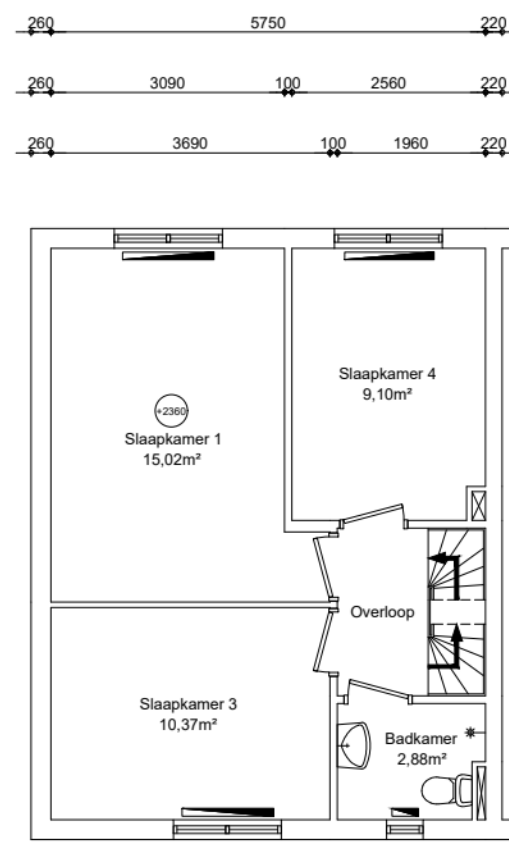 260 5750 220
260 3090 100 2560 220
260 3690 100 1960 220
Slaapkamer 4
9,10m²
+2360
Slaapkamer 1
15,02m²
Overloop
Slaapkamer 3
10,37m²
Badkamer
2,88m²